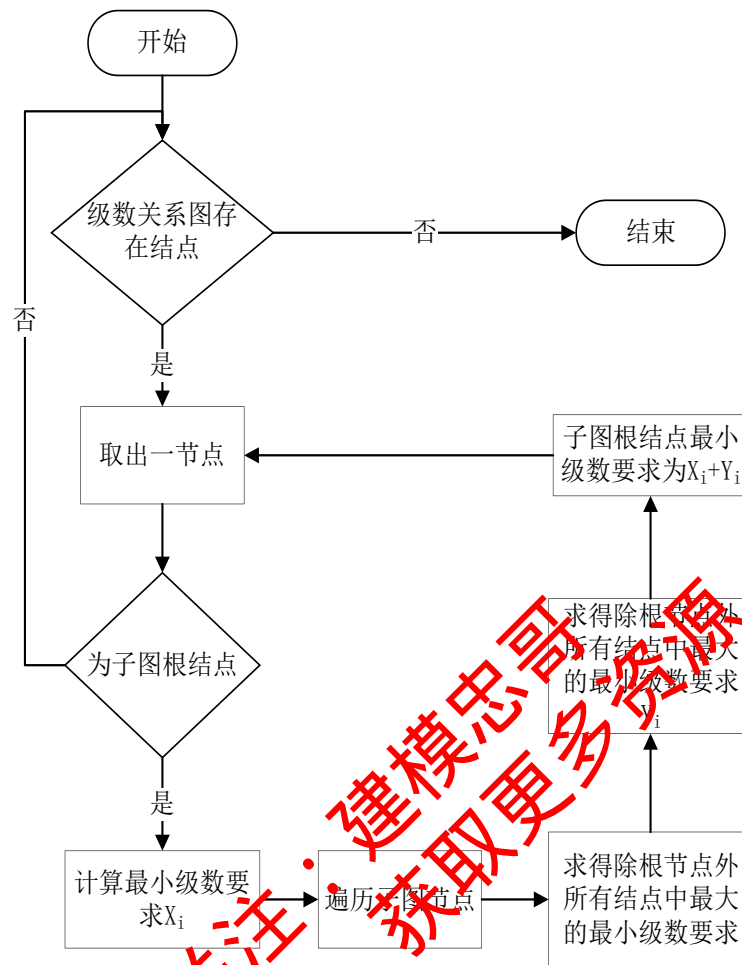 开始
级数关系图存
在结点
否
结束
否
是
取出一节点
子图根结点最小
级数要求为Xi+Yi
为子图根结点
求得除根节点外
所有结点中最大
的最小级数要求
Yi
是
计算最小级数要
求Xi
遍历子图节点
求得除根节点外
所有结点中最大
的最小级数要求
注：建模忠哥
获取更多资源